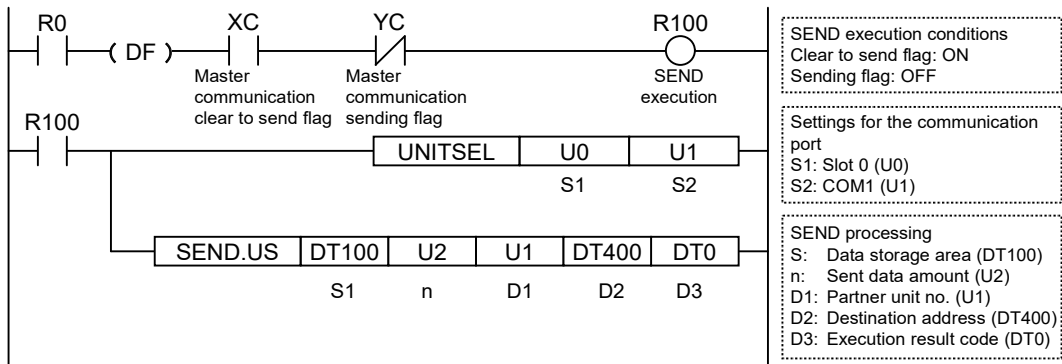 R0 XC YC R100
( DF )
Master communication clear to send flag
Master communication sending flag
SEND execution
R100
UNITSEL U0 U1
S1 S2
SEND.US DT100 U2 U1 DT400 DT0
S1 n D1 D2 D3
SEND execution conditions
Clear to send flag: ON
Sending flag: OFF
Settings for the communication
port
S1: Slot 0 (U0)
S2: COM1 (U1)
SEND processing
S: Data storage area (DT100)
n: Sent data amount (U2)
D1: Partner unit no. (U1)
D2: Destination address (DT400)
D3: Execution result code (DT0)